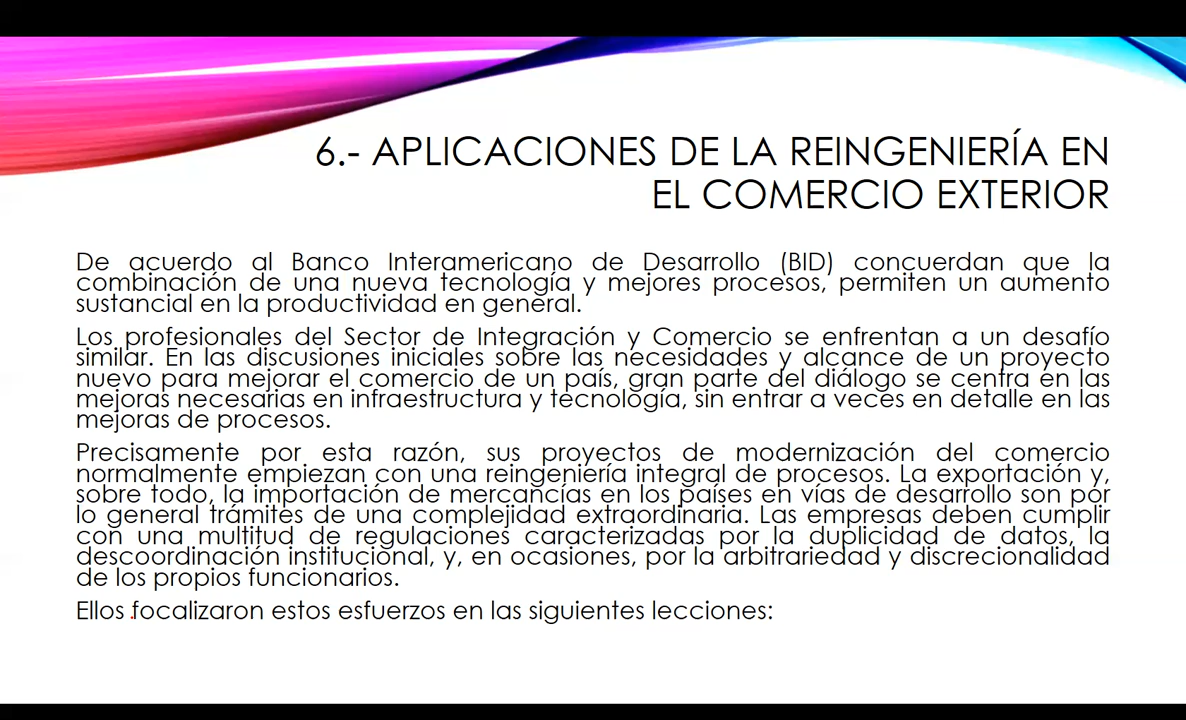 6.- APLICACIONES DE LA REINGENIERÍA EN
EL COMERCIO EXTERIOR
De acuerdo al Banco Interamericano de Desarrollo (BID) concuerdan que la
combinación de una nueva tecnología y mejores procesos, permiten un aumento
sustancial en la productividad en general.
Los profesionales del Sector de Integración y Comercio se enfrentan a un desafío
similar. En las discusiones iniciales sobre las necesidades y alcance de un proyecto
nuevo para mejorar el comercio de un país, gran parte del diálogo se centra en las
mejoras necesarias en infraestructura y tecnología, sin entrar a veces en detalle en las
mejoras de procesos.
Precisamente por esta razón, sus proyectos de modernización del comercio
normalmente empiezan con una reingeniería integral de procesos. La exportación y,
sobre todo, la importación de mercancías en los países en vías de desarrollo son por
lo general trámites de una complejidad extraordinaria. Las empresas deben cumplir
con una multitud de regulaciones caracterizadas por la duplicidad de datos, la
descoordinación institucional, y, en ocasiones, por la arbitrariedad y discrecionalidad
de los propios funcionarios.
Ellos focalizaron estos esfuerzos en las siguientes lecciones: